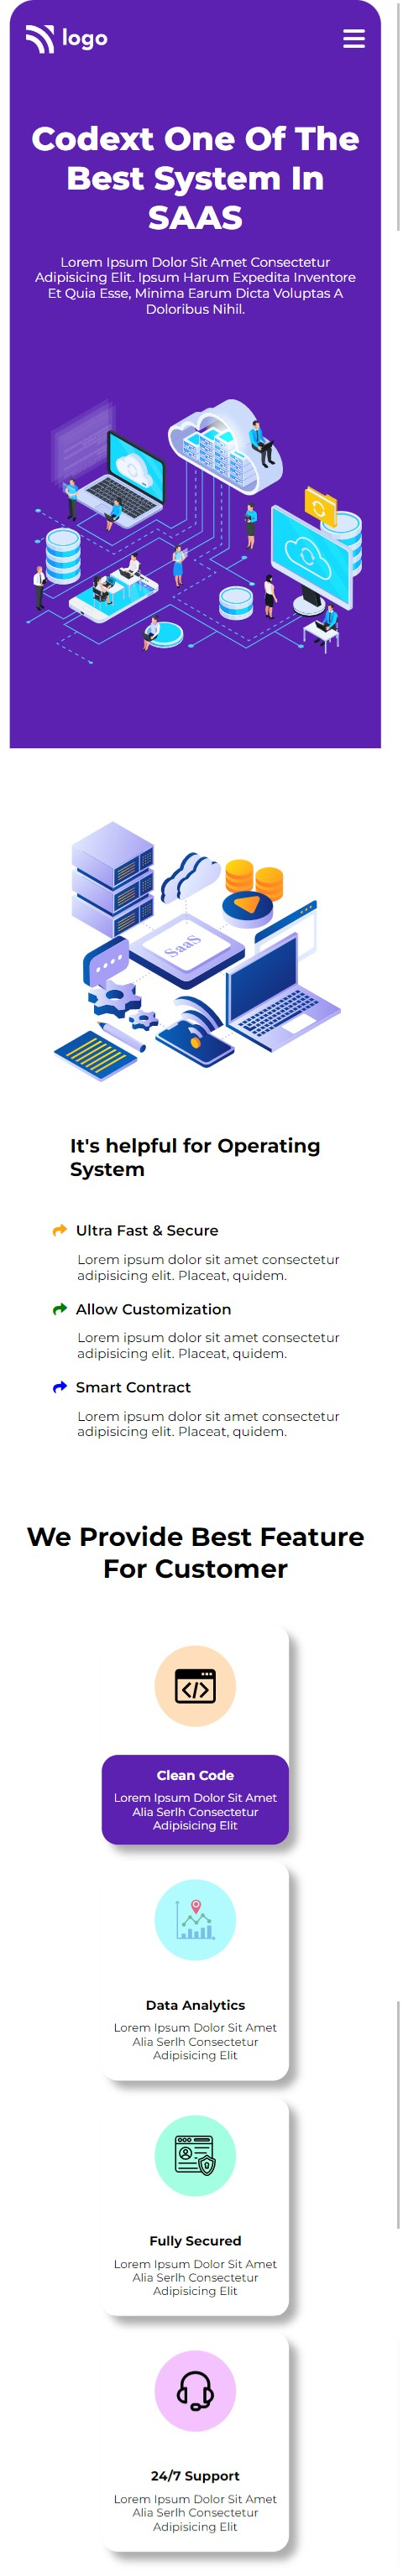 logo
Codext One Of The
Best System In
SAAS
Lorem Ipsum Dolor Sit Amet Consectetur
Adipisicing Elit. Ipsum Harum Expedita Inventore
Et Quia Esse, Minima Earum Dicta Voluptas A
Doloribus Nihil.
SaaS
It's helpful for Operating
System
Ultra Fast & Secure
Lorem ipsum dolor sit amet consectetur
adipisicing elit. Placeat, quidem.
Allow Customization
Lorem ipsum dolor sit amet consectetur
adipisicing elit. Placeat, quidem.
Smart Contract
Lorem ipsum dolor sit amet consectetur
adipisicing elit. Placeat, quidem.
We Provide Best Feature
For Customer
</>
Clean Code
Lorem Ipsum Dolor Sit Amet
Alia Serlh Consectetur
Adipisicing Elit
Data Analytics
Lorem Ipsum Dolor Sit Amet
Alia Serlh Consectetur
Adipisicing Elit
Fully Secured
Lorem Ipsum Dolor Sit Amet
Alia Serlh Consectetur
Adipisicing Elit
24/7 Support
Lorem Ipsum Dolor Sit Amet
Alia Serlh Consectetur
Adipisicing Elit